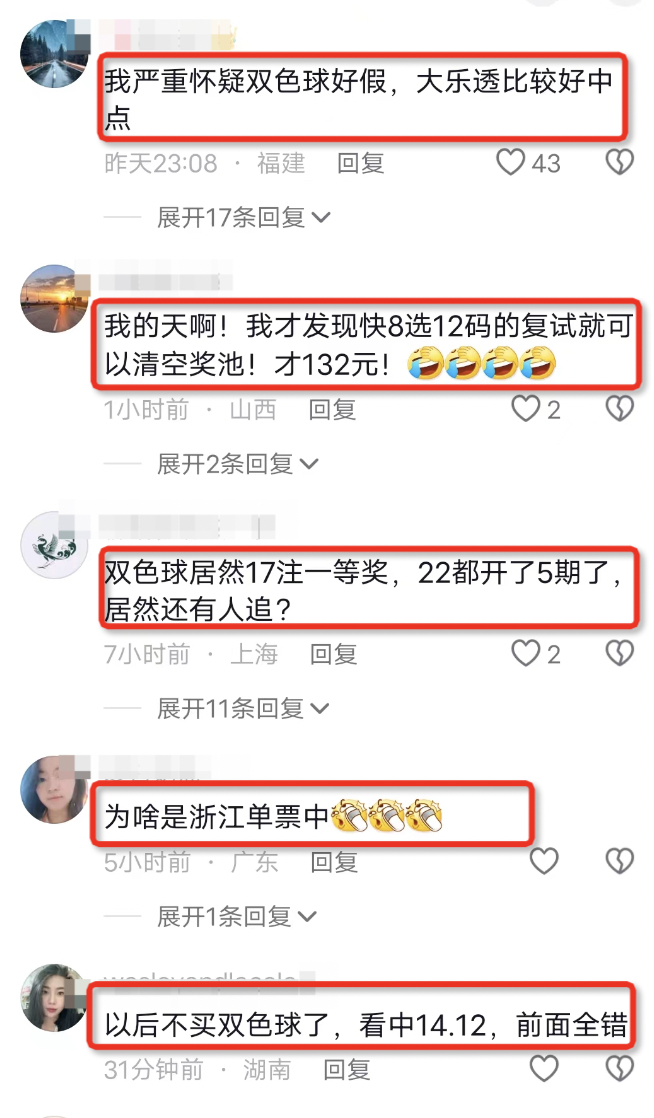 我严重怀疑双色球好假，大乐透比较好中
点
昨天23:08 · 福建 回复 43
展开17条回复
我的天啊！我才发现快8选12码的复试就可
以清空奖池！才132元！🤣🤣🤣🤣
1小时前 · 山西 回复 2
展开2条回复
双色球居然17注一等奖，22都开了5期了，
居然还有人追？
7小时前 · 上海 回复 2
展开11条回复
为啥是浙江单票中
5小时前 · 广东 回复
展开1条回复
以后不买双色球了，看中14.12，前面全错
31分钟前 · 湖南 回复